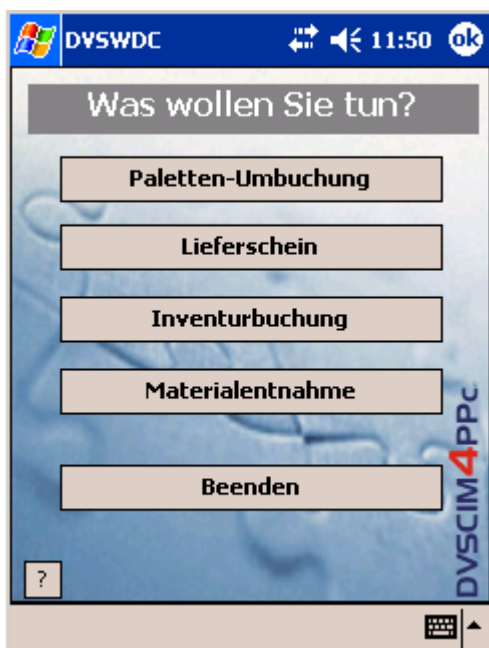 DVSWDC 11:50 ok
Was wollen Sie tun?
Paletten-Umbuchung
Lieferschein
Inventurbuchung
Materialentnahme
Beenden
DVSCIM4PPc
?